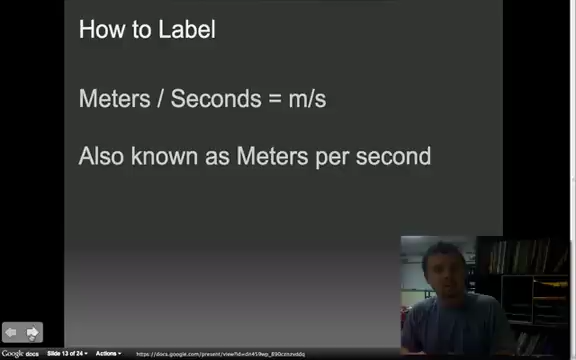 How to Label
Meters / Seconds = m/s
Also known as Meters per second
Google docs Slide 13 of 24 Actions